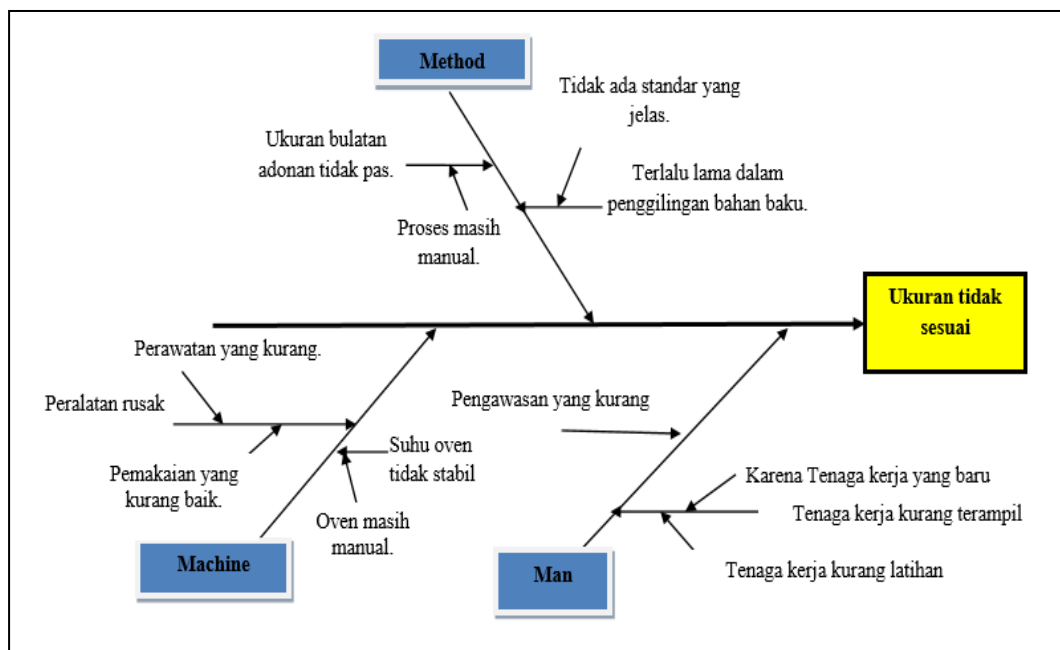 Method
Tidak ada standar yang
jelas.
Ukuran bulatan
adonan tidak pas.
Terlalu lama dalam
penggilingan bahan baku.
Proses masih
manual.
Ukuran tidak
sesuai
Perawatan yang kurang.
Peralatan rusak
Pengawasan yang kurang
Suhu oven
tidak stabil
Pemakaian yang
kurang baik.
Karena Tenaga kerja yang baru
Oven masih
manual.
Tenaga kerja kurang terampil
Machine
Man
Tenaga kerja kurang latihan